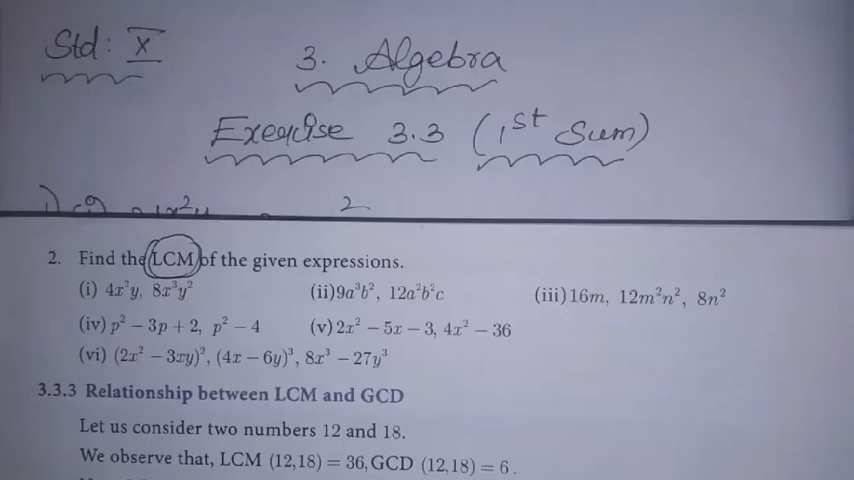 Std: X
3. Algebra
Exercise 3.3 (1st Sum)
2. Find the LCM of the given expressions.
(i) 4x²y, 8x³y² (ii)9a³b², 12a²b²c (iii)16m, 12m²n², 8n²
(iv) p² − 3p + 2, p² − 4 (v) 2x² − 5x − 3, 4x² − 36
(vi) (2x² − 3xy)², (4x − 6y)³, 8x³ − 27y³
3.3.3 Relationship between LCM and GCD
Let us consider two numbers 12 and 18.
We observe that, LCM (12,18) = 36, GCD (12,18) = 6.